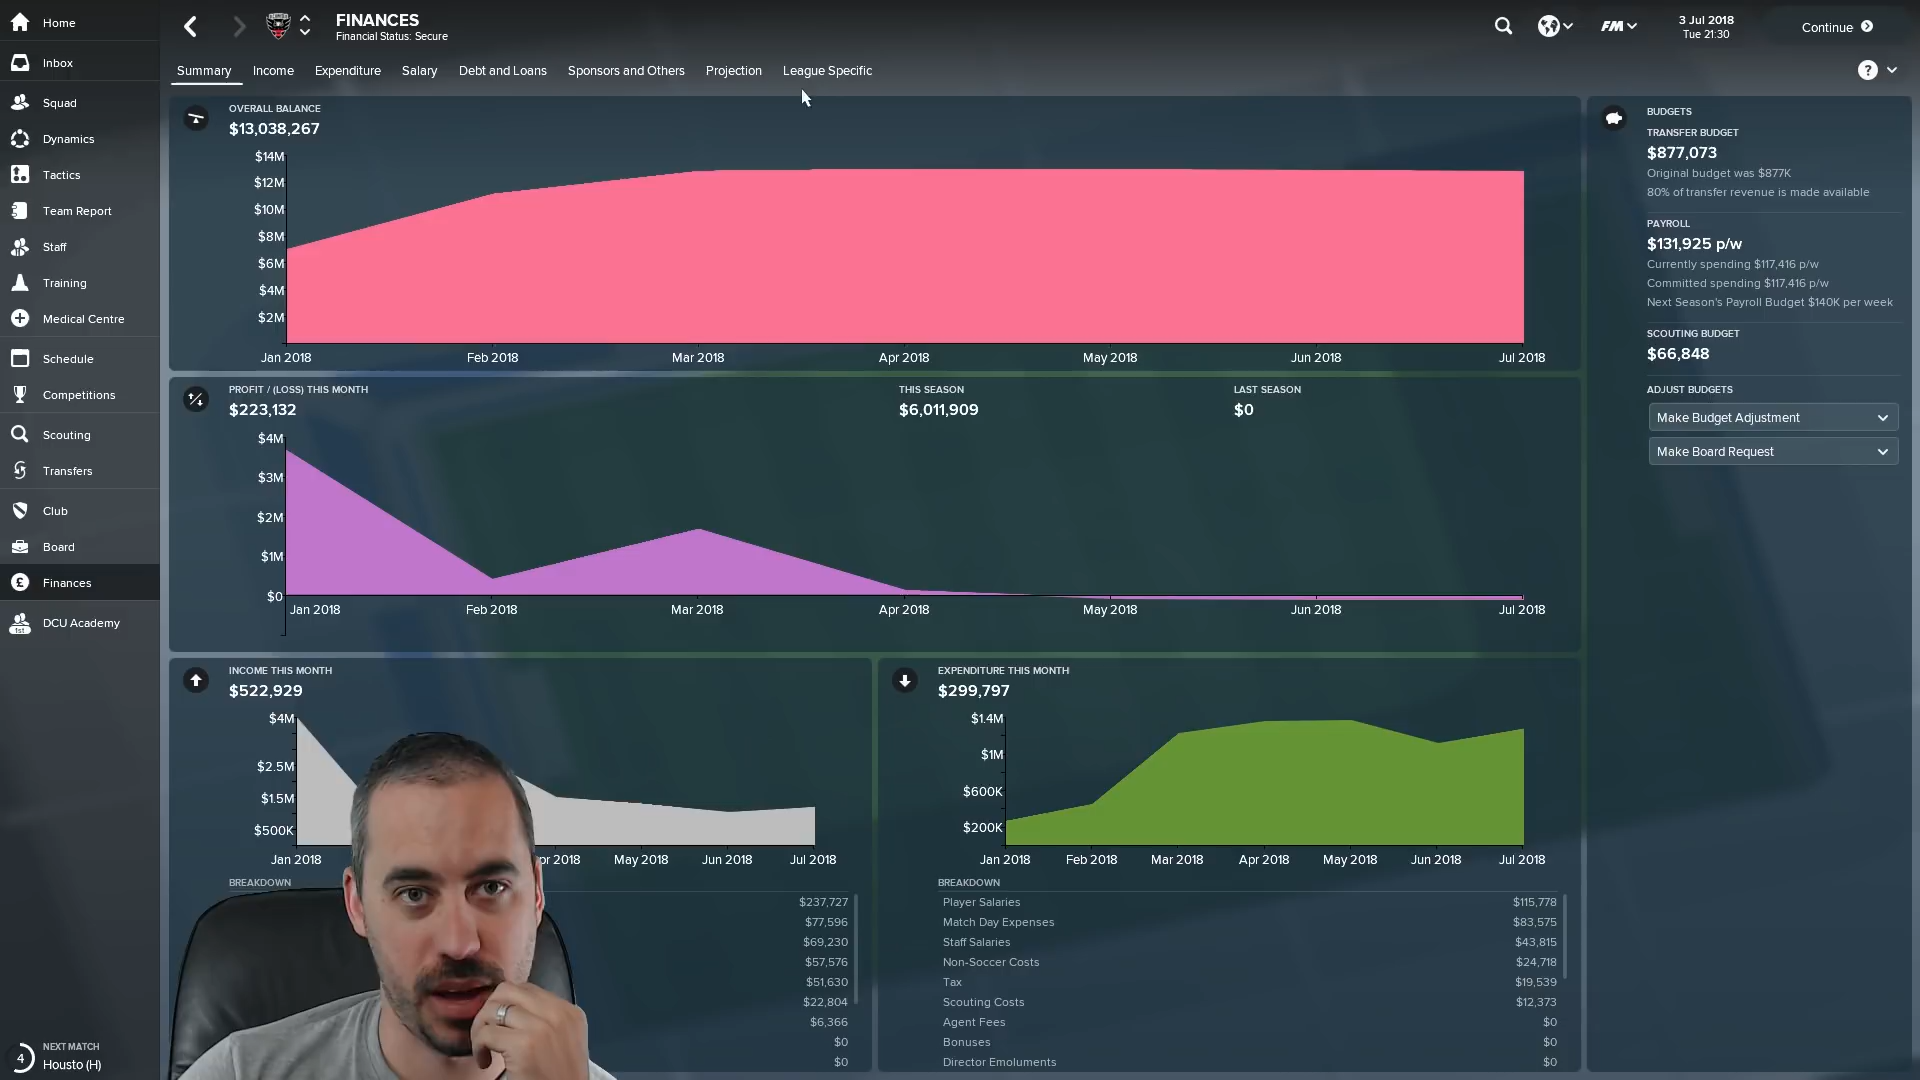 Home
Inbox
Squad
Dynamics
Tactics
Team Report
Staff
Training
Medical Centre
Schedule
Competitions
Scouting
Transfers
Club
Board
Finances
1st
DCU Academy
4
NEXT MATCH
Housto (H)
FINANCES
Financial Status: Secure
FM
3 Jul 2018
Tue 21:30
Continue
Summary
Income
Expenditure
Salary
Debt and Loans
Sponsors and Others
Projection
League Specific
?
OVERALL BALANCE
$13,038,267
$14M
$12M
$10M
$8M
$6M
$4M
$2M
Jan 2018
Feb 2018
Mar 2018
Apr 2018
May 2018
Jun 2018
Jul 2018
PROFIT / (LOSS) THIS MONTH
$223,132
THIS SEASON
$6,011,909
LAST SEASON
$0
$4M
$3M
$2M
$1M
$0
Jan 2018
Feb 2018
Mar 2018
Apr 2018
May 2018
Jun 2018
Jul 2018
INCOME THIS MONTH
$522,929
$4M
$2.5M
$1.5M
$500K
Jan 2018
pr 2018
May 2018
Jun 2018
Jul 2018
BREAKDOWN
$237,727
$77,596
$69,230
$57,576
$51,630
$22,804
$6,366
$0
$0
EXPENDITURE THIS MONTH
$299,797
$1.4M
$1M
$600K
$200K
Jan 2018
Feb 2018
Mar 2018
Apr 2018
May 2018
Jun 2018
Jul 2018
BREAKDOWN
Player Salaries $115,778
Match Day Expenses $83,575
Staff Salaries $43,815
Non-Soccer Costs $24,718
Tax $19,539
Scouting Costs $12,373
Agent Fees $0
Bonuses $0
Director Emoluments $0
BUDGETS
TRANSFER BUDGET
$877,073
Original budget was $877K
80% of transfer revenue is made available
PAYROLL
$131,925 p/w
Currently spending $117,416 p/w
Committed spending $117,416 p/w
Next Season's Payroll Budget $140K per week
SCOUTING BUDGET
$66,848
ADJUST BUDGETS
Make Budget Adjustment
Make Board Request